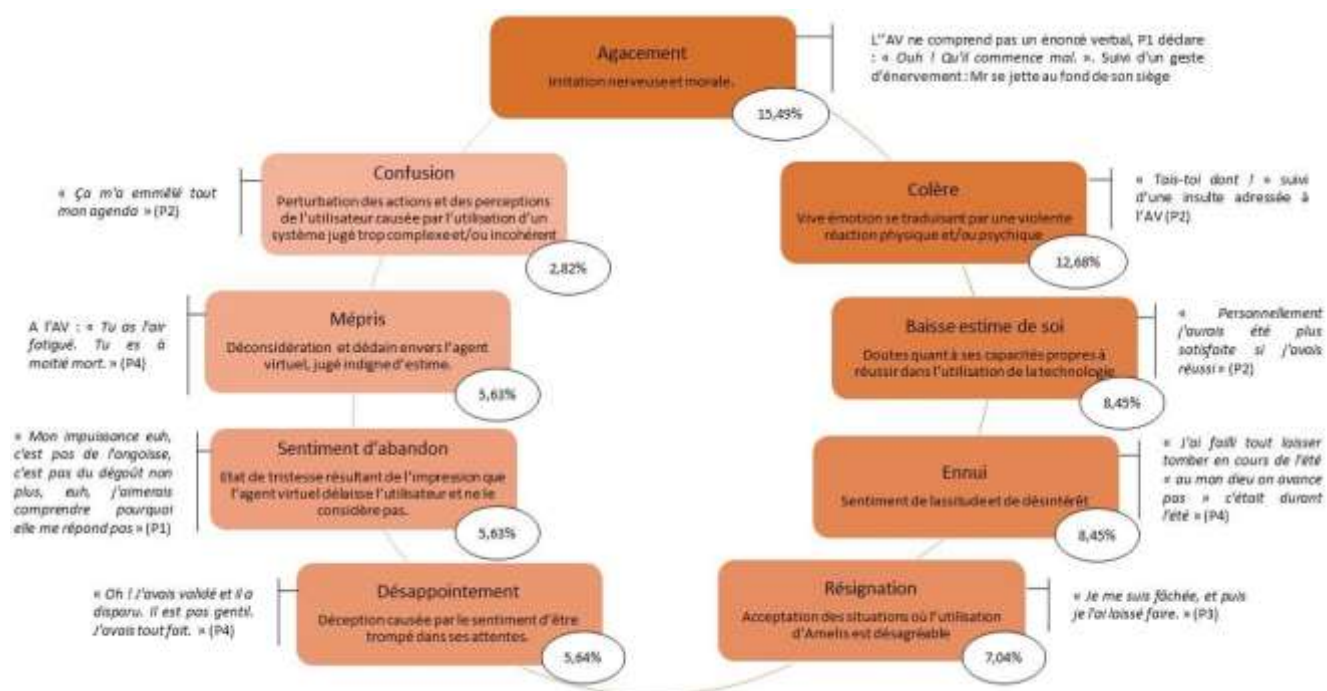 Agacement
Irritation nerveuse et morale.
15,49%
L''AV ne comprend pas un énoncé verbal, P1 déclare
: « Ouh ! Qu'il commence mal. ». Suivi d'un geste
d'énervement : Mr se jette au fond de son siège
Confusion
Perturbation des actions et des perceptions
de l'utilisateur causée par l'utilisation d'un
système jugé trop complexe et/ou incohérent
2,82%
« Ça m'a emmêlé tout
mon agenda » (P2)
Colère
Vive émotion se traduisant par une violente
réaction physique et/ou psychique
12,68%
« Tais-toi dont ! » suivi
d'une insulte adressée à
l'AV (P2)
Mépris
Déconsidération et dédain envers l'agent
virtuel, jugé indigne d'estime.
5,63%
A l'AV : « Tu as l'air
fatigué. Tu es à
moitié mort. » (P4)
Baisse estime de soi
Doutes quant à ses capacités propres à
réussir dans l'utilisation de la technologie
8,45%
« Personnellement
j'aurais été plus
satisfaite si j'avais
réussi » (P2)
Sentiment d'abandon
Etat de tristesse résultant de l'impression que
l'agent virtuel délaisse l'utilisateur et ne le
considère pas.
5,63%
« Mon impuissance euh,
c'est pas de l'angoisse,
c'est pas du dégoût non
plus, euh, j'aimerais
comprendre pourquoi
elle me répond pas » (P1)
Ennui
Sentiment de lassitude et de désintérêt
8,45%
« J'ai failli tout laisser
tomber en cours de l'été
« au mon dieu on avance
pas » c'était durant
l'été » (P4)
Désappointement
Déception causée par le sentiment d'être
trompé dans ses attentes.
5,64%
« Oh ! J'avais validé et il a
disparu. Il est pas gentil.
J'avais tout fait. » (P4)
Résignation
Acceptation des situations où l'utilisation
d'Amelis est désagréable
7,04%
« Je me suis fâchée, et puis
je l'ai laissé faire. » (P3)